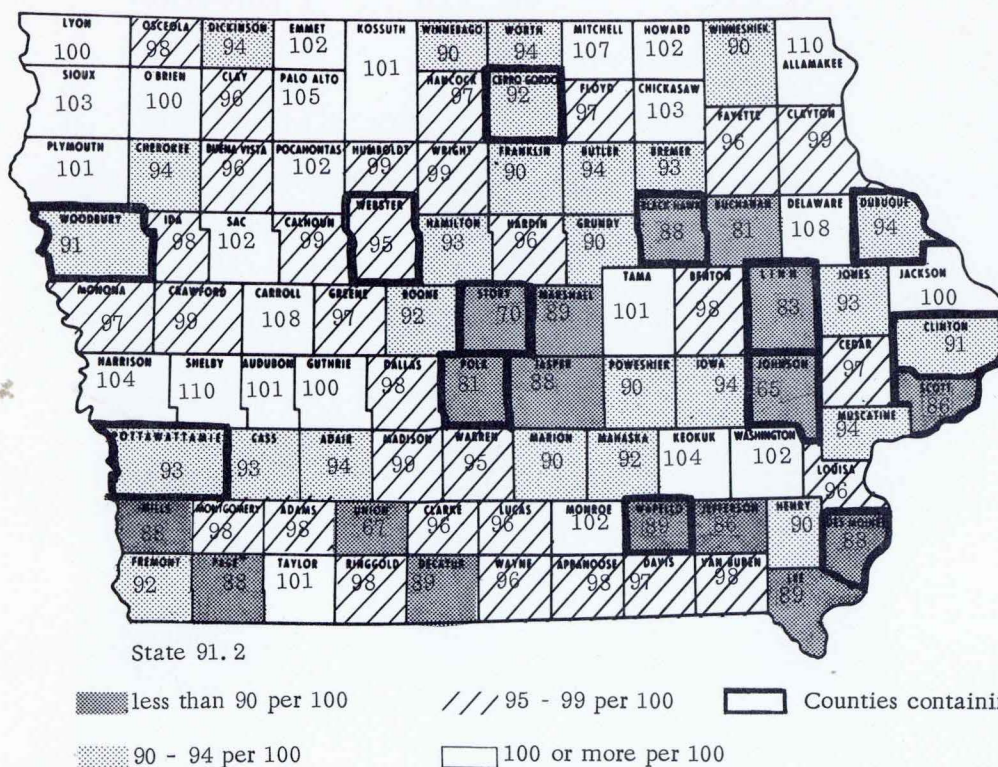 LYON OSCEOLA DICKINSON EMMET KOSSUTH WINNEBAGO WORTH MITCHELL HOWARD WINNESHIEK
100 98 94 102 101 90 94 107 102 90 110
ALLAMAKEE
SIOUX O BRIEN CLAY PALO ALTO HANCOCK CERRO GORDO FLOYD CHICKASAW
103 100 96 105 97 92 97 103
FAYETTE CLAYTON
96 99
PLYMOUTH CHEROKEE BUENA VISTA POCAHONTAS HUMBOLDT WRIGHT FRANKLIN BUTLER BREMER
101 94 96 102 99 99 90 94 93
WOODBURY IDA SAC CALHOUN WEBSTER HAMILTON HARDIN GRUNDY BLACK HAWK BUCHANAN DELAWARE DUBUQUE
91 98 102 99 95 93 96 90 88 81 108 94
MONONA CRAWFORD CARROLL GREENE BOONE STORY MARSHALL TAMA BENTON LINN JONES JACKSON
97 99 108 97 92 70 89 101 98 83 93 100
CLINTON
91
HARRISON SHELBY AUDUBOM GUTHRIE DALLAS POLK JASPER POWESHIER IOWA JOHNSON CEDAR SCOTT
104 110 101 100 98 81 88 90 94 65 97 86
MUSCATINE
94
POTTAWATTAMIE CASS ADAIR MADISON WARREN MARION MAHASKA KEOKUK WASHINGTON
93 93 94 99 95 90 92 104 102
LOUISA
96
MILLS MONTGOMERY ADAMS UNION CLARKE LUCAS MONROE WAPELLO JEFFERSON HENRY DES MOINES
98 98 96 96 102 89 86 90 88
FREMONT PAGE TAYLOR RINGGOLD DECATUR WAYNE APPANOOSE DAVIS VAN BUREN LEE
92 88 101 98 89 96 98 97 98 89
State 91.2
less than 90 per 100
95 - 99 per 100
Counties
90 - 94 per 100
100 or more per 100